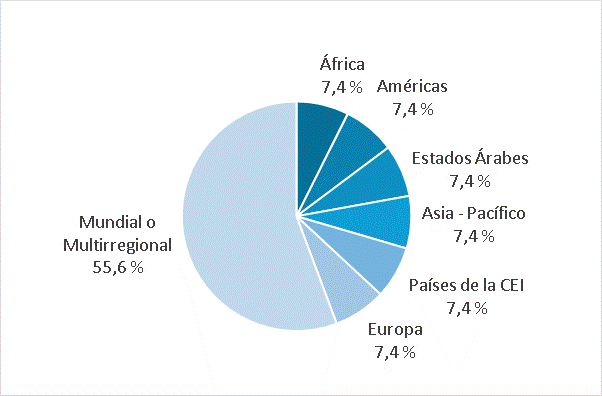 África
7,4 %
Américas
7,4 %
Estados Árabes
7,4 %
Asia - Pacífico
7,4 %
Países de la CEI
7,4 %
Europa
7,4 %
Mundial o
Multirregional
55,6 %